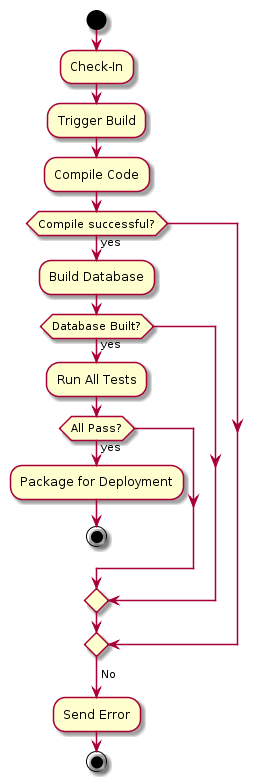 Check-In
Trigger Build
Compile Code
Compile successful?
yes
Build Database
Database Built?
yes
Run All Tests
All Pass?
yes
Package for Deployment
No
Send Error